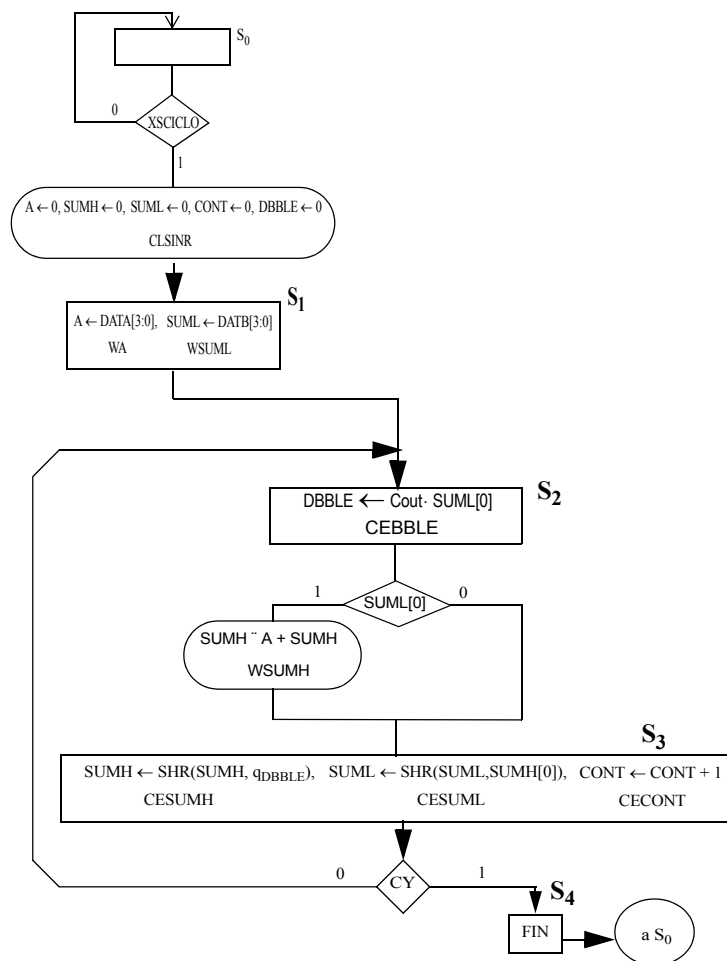 S0
0
XSCICLO
1
A ← 0, SUMH ← 0, SUML ← 0, CONT ← 0, DBBLE ← 0
CLSINR
S1
A ← DATA[3:0], SUML ← DATB[3:0]
WA WSUML
S2
DBBLE ← Cout· SUML[0]
CEBBLE
1 0
SUML[0]
SUMH ¨ A + SUMH
WSUMH
S3
SUMH ← SHR(SUMH, qDBBLE), SUML ← SHR(SUML,SUMH[0]), CONT ← CONT + 1
CESUMH CESUML CECONT
0 CY 1
S4
FIN
a S0